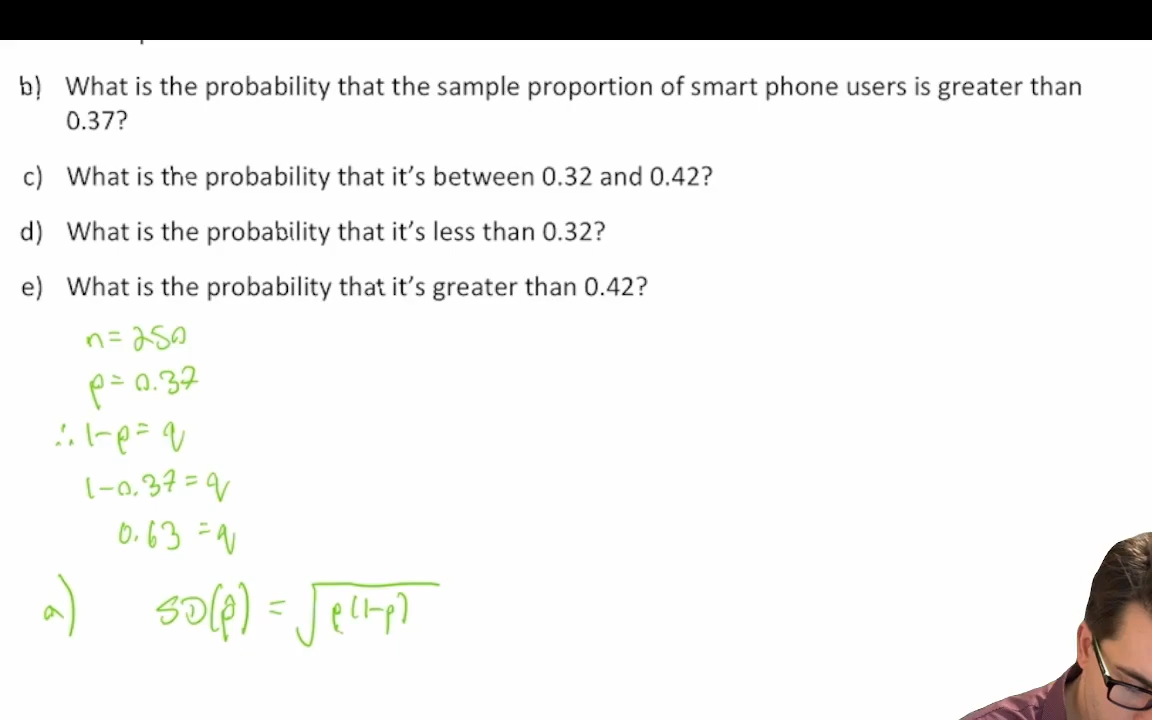 b) What is the probability that the sample proportion of smart phone users is greater than
0.37?
c) What is the probability that it's between 0.32 and 0.42?
d) What is the probability that it's less than 0.32?
e) What is the probability that it's greater than 0.42?
n = 250
p = 0.37
∴ 1-p = q
1-0.37 = q
0.63 = q
a) SD(p̂) = √p(1-p)